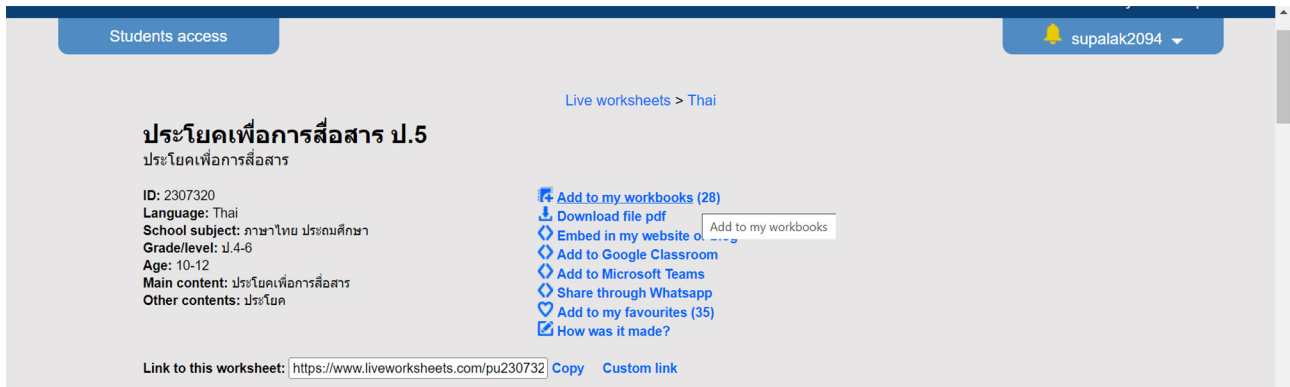 Students access
supalak2094
Live worksheets > Thai
ประโยคเพื่อการสื่อสาร ป.5
ประโยคเพื่อการสื่อสาร
ID: 2307320
Language: Thai
School subject: ภาษาไทย ประถมศึกษา
Grade/level: ป.4-6
Age: 10-12
Main content: ประโยคเพื่อการสื่อสาร
Other contents: ประโยค
Add to my workbooks (28)
Download file pdf
Add to my workbooks
Embed in my website o
Add to Google Classroom
Add to Microsoft Teams
Share through Whatsapp
Add to my favourites (35)
How was it made?
Link to this worksheet: https://www.liveworksheets.com/pu230732 Copy Custom link